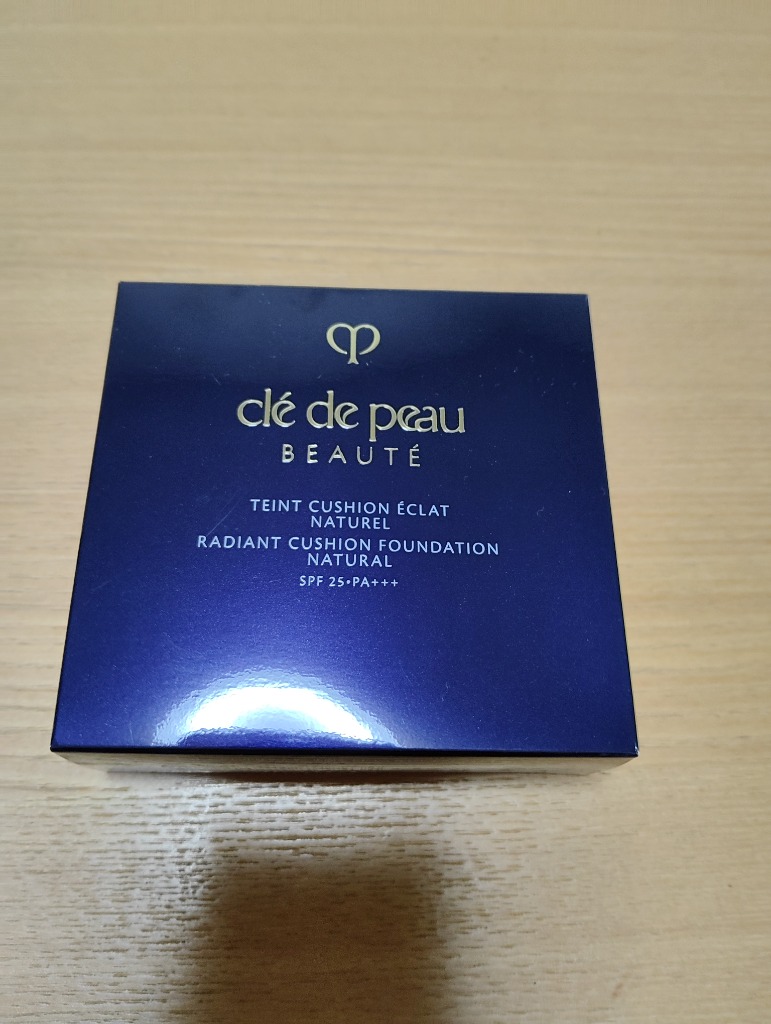 clé de peau
BEAUTÉ
TEINT CUSHION ÉCLAT
NATUREL
RADIANT CUSHION FOUNDATION
NATURAL
SPF 25•PA+++